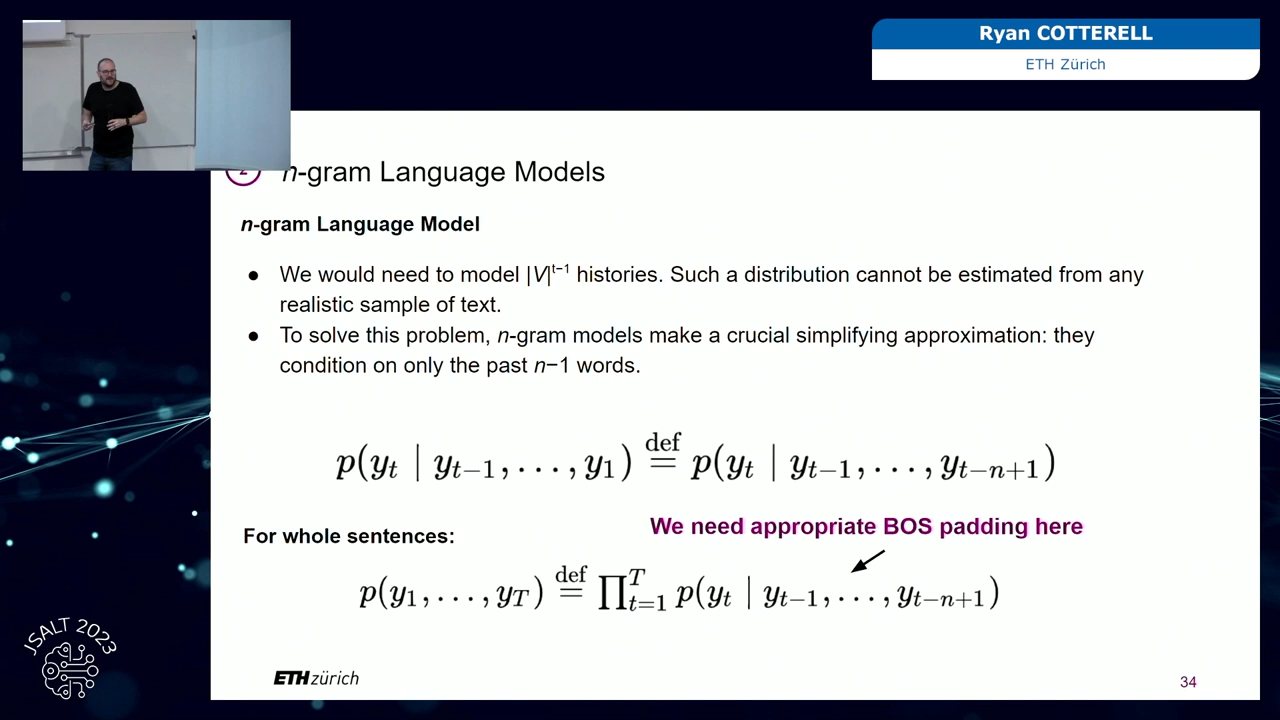 Ryan COTTERELL
ETH Zürich
2 n-gram Language Models
n-gram Language Model
● We would need to model |V|^{t−1} histories. Such a distribution cannot be estimated from any
realistic sample of text.
● To solve this problem, n-gram models make a crucial simplifying approximation: they
condition on only the past n−1 words.
p(y_t | y_{t−1}, . . . , y_1) \stackrel{def}{=} p(y_t | y_{t−1}, . . . , y_{t−n+1})
We need appropriate BOS padding here
For whole sentences:
p(y_1, . . . , y_T) \stackrel{def}{=} ∏_{t=1}^{T} p(y_t | y_{t−1}, . . . , y_{t−n+1})
JSALT 2023
ETH zürich
34